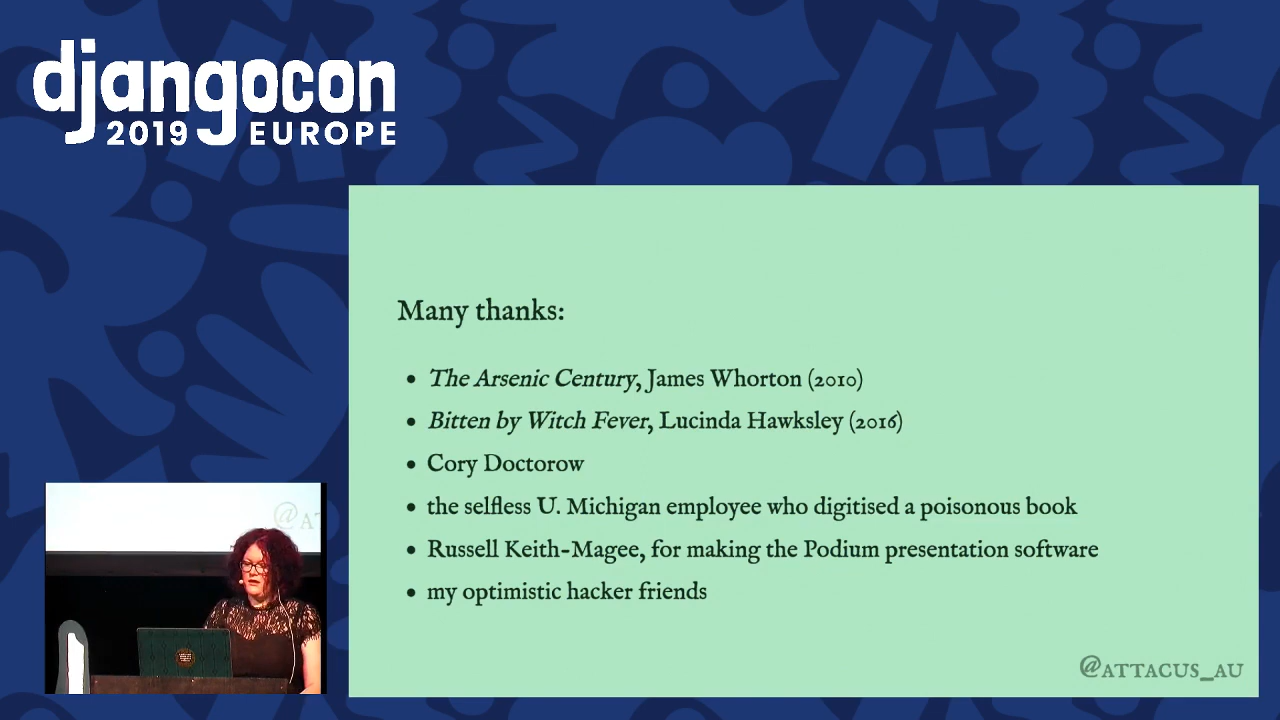 djangocon
2019 EUROPE
Many thanks:
• The Arsenic Century, James Whorton (2010)
• Bitten by Witch Fever, Lucinda Hawksley (2016)
• Cory Doctorow
• the selfless U. Michigan employee who digitised a poisonous book
• Russell Keith-Magee, for making the Podium presentation software
• my optimistic hacker friends
@ATTACUS_AU
@AT